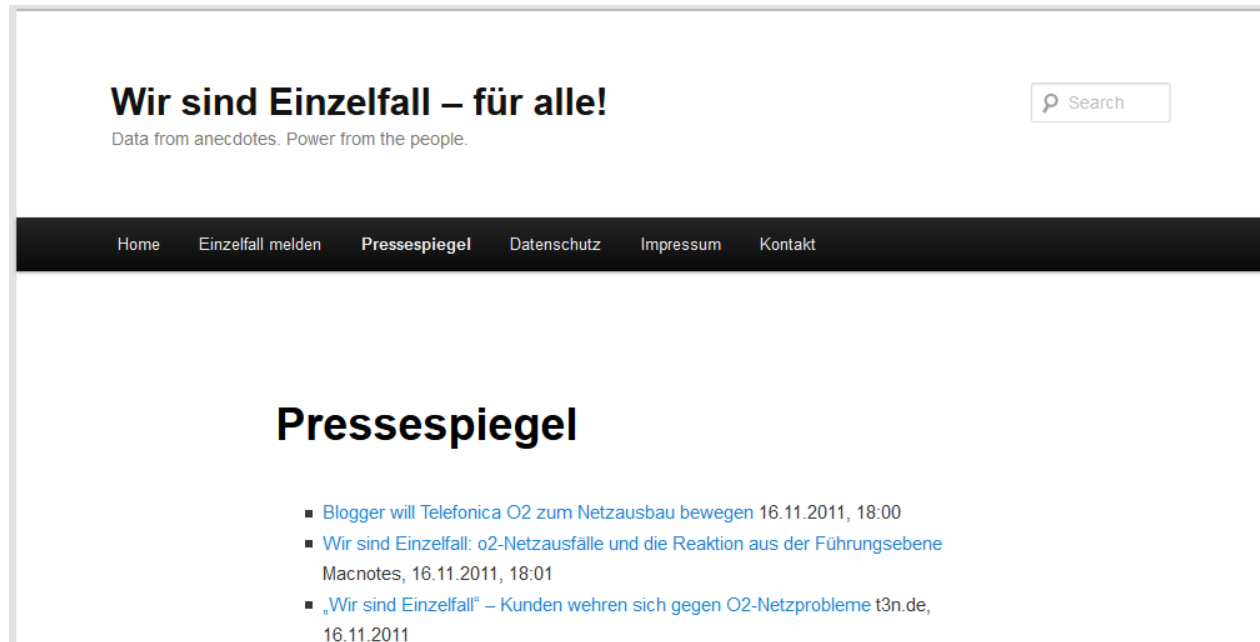 Wir sind Einzelfall – für alle!
Search
Data from anecdotes. Power from the people.
Home Einzelfall melden Pressespiegel Datenschutz Impressum Kontakt
Pressespiegel
Blogger will Telefonica O2 zum Netzausbau bewegen 16.11.2011, 18:00
Wir sind Einzelfall: o2-Netzausfälle und die Reaktion aus der Führungsebene
Macnotes, 16.11.2011, 18:01
„Wir sind Einzelfall“ – Kunden wehren sich gegen O2-Netzprobleme t3n.de,
16.11.2011